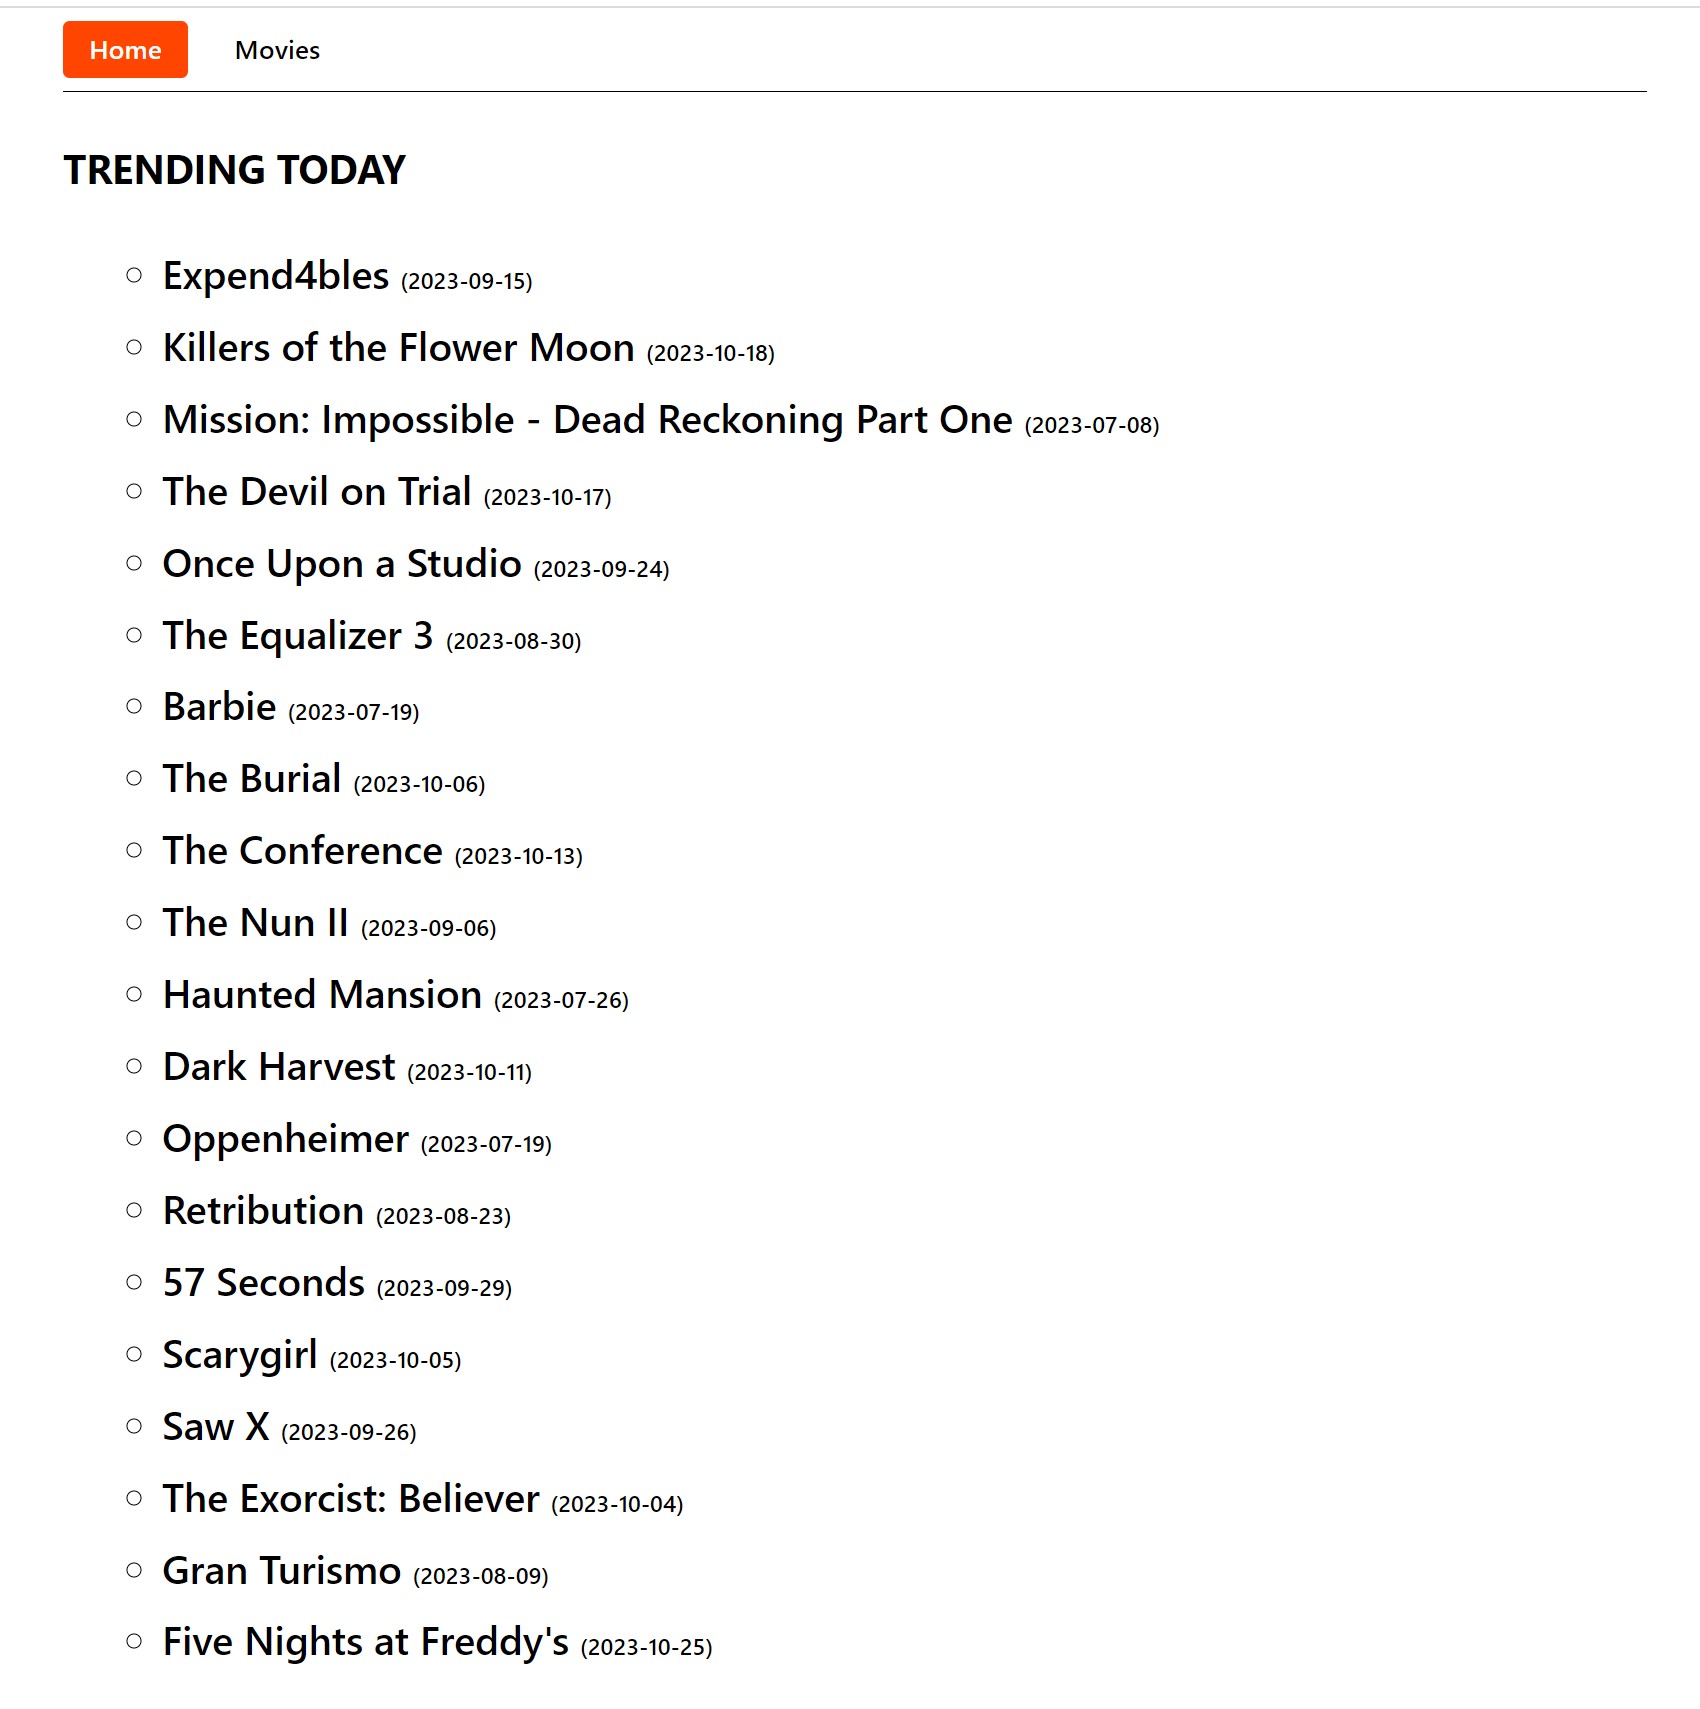 Home Movies
TRENDING TODAY
Expend4bles (2023-09-15)
Killers of the Flower Moon (2023-10-18)
Mission: Impossible - Dead Reckoning Part One (2023-07-08)
The Devil on Trial (2023-10-17)
Once Upon a Studio (2023-09-24)
The Equalizer 3 (2023-08-30)
Barbie (2023-07-19)
The Burial (2023-10-06)
The Conference (2023-10-13)
The Nun II (2023-09-06)
Haunted Mansion (2023-07-26)
Dark Harvest (2023-10-11)
Oppenheimer (2023-07-19)
Retribution (2023-08-23)
57 Seconds (2023-09-29)
Scarygirl (2023-10-05)
Saw X (2023-09-26)
The Exorcist: Believer (2023-10-04)
Gran Turismo (2023-08-09)
Five Nights at Freddy's (2023-10-25)